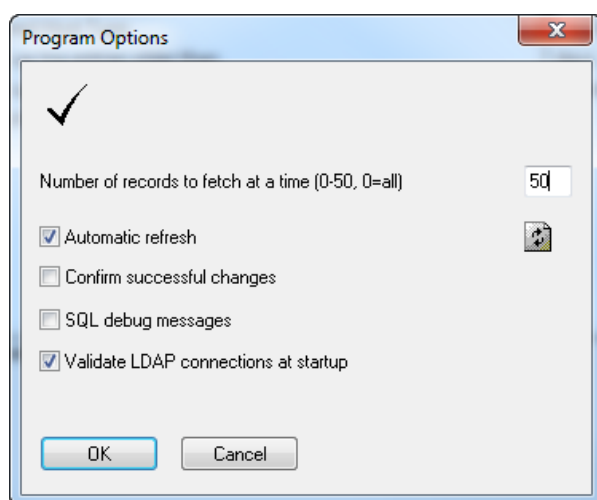 Program Options
Number of records to fetch at a time (0-50, 0=all) 50
Automatic refresh
Confirm successful changes
SQL debug messages
Validate LDAP connections at startup
OK Cancel